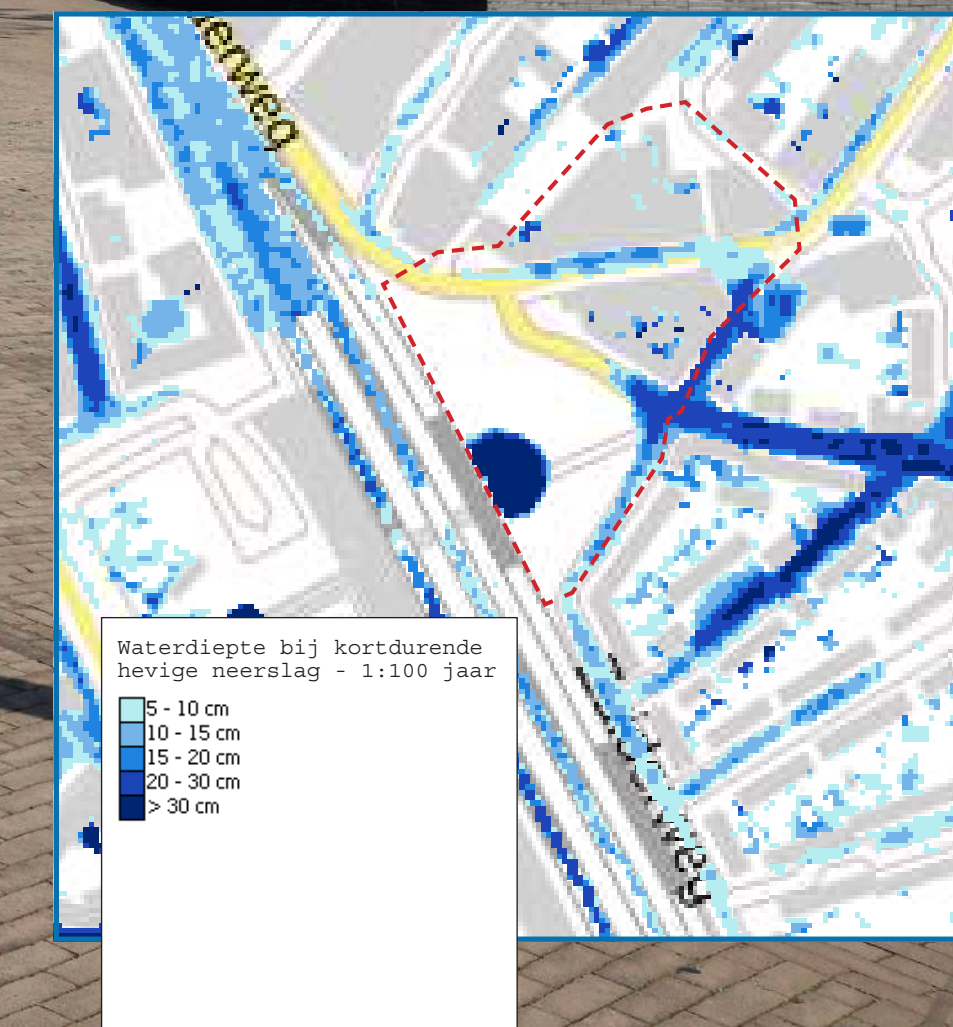 erweg
Waterdiepte bij kortdurende
hevige neerslag - 1:100 jaar
5 - 10 cm
10 - 15 cm
15 - 20 cm
20 - 30 cm
> 30 cm